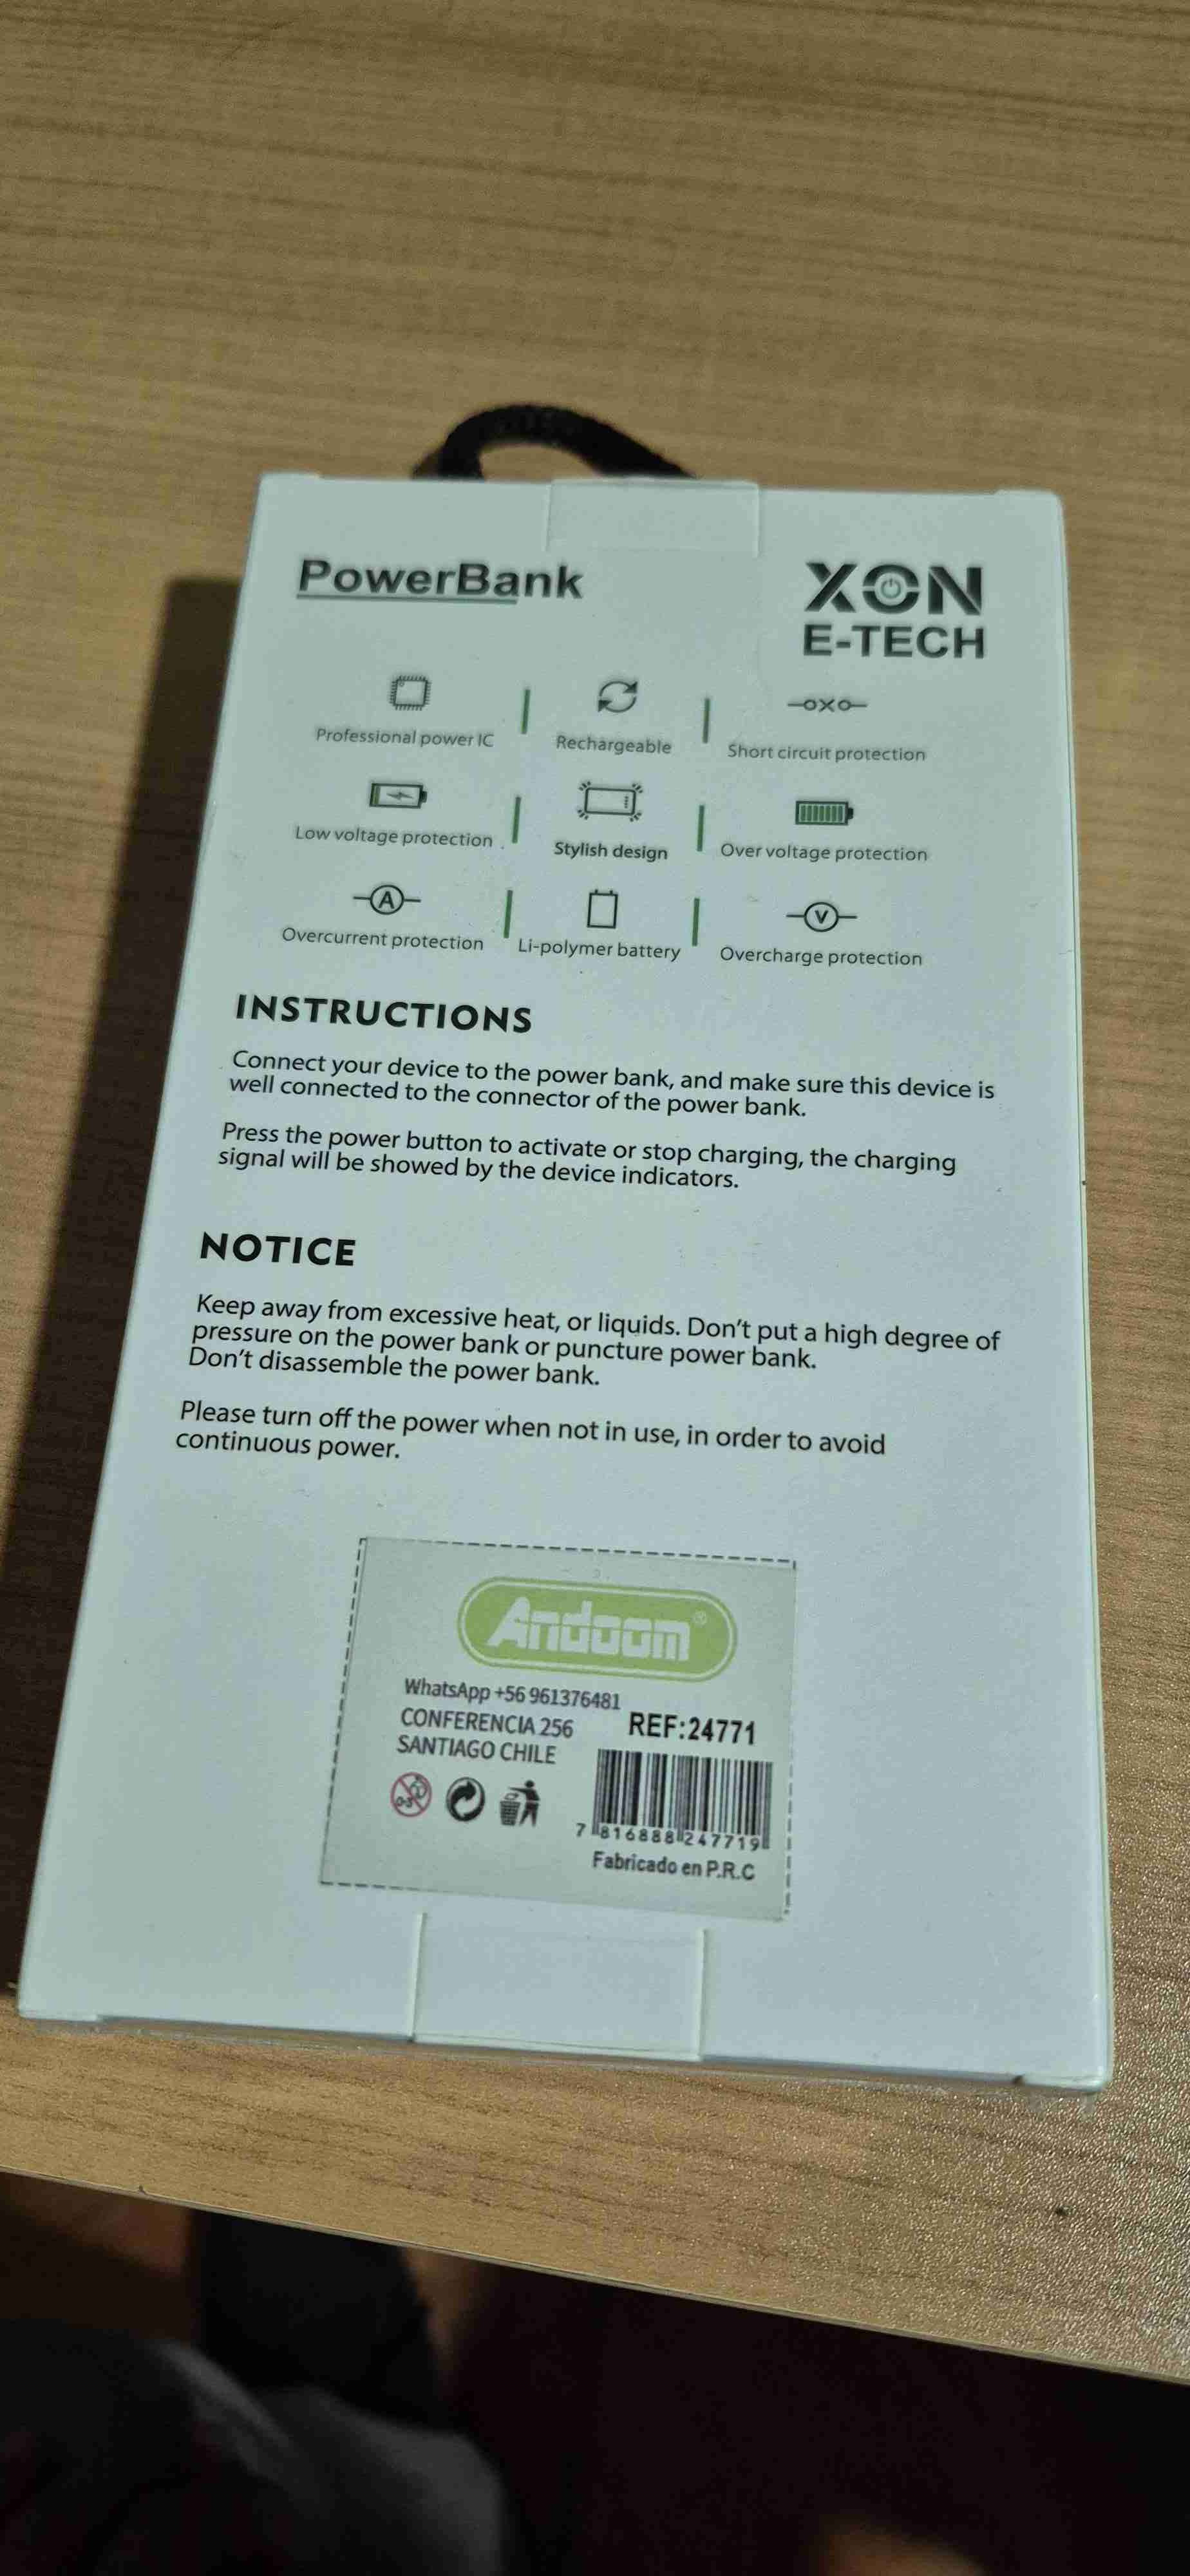 PowerBank
XON
E-TECH
Professional power IC
Rechargeable
Short circuit protection
Low voltage protection
Stylish design
Over voltage protection
A
V
Overcurrent protection
Li-polymer battery
Overcharge protection
INSTRUCTIONS
Connect your device to the power bank, and make sure this device is
well connected to the connector of the power bank.
Press the power button to activate or stop charging, the charging
signal will be showed by the device indicators.
NOTICE
Keep away from excessive heat, or liquids. Don't put a high degree of
pressure on the power bank or puncture power bank.
Don't disassemble the power bank.
Please turn off the power when not in use, in order to avoid
continuous power.
Andoom®
WhatsApp +56 961376481
CONFERENCIA 256
SANTIAGO CHILE
REF:24771
0-3
7 816888 247719
Fabricado en P.R.C